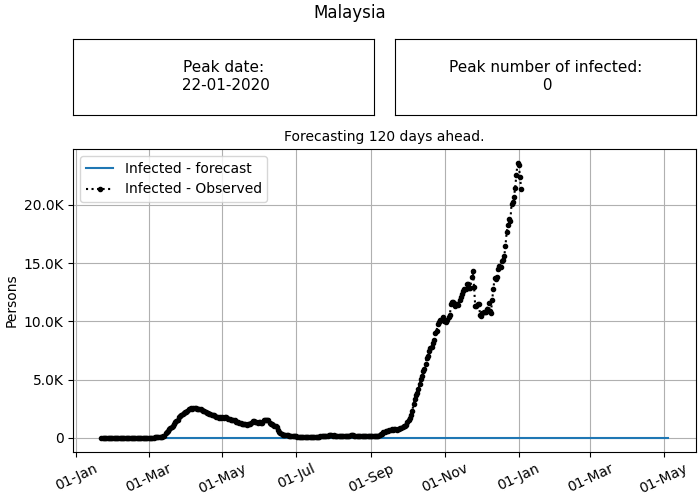 Malaysia
Peak date:
22-01-2020
Peak number of infected:
0
Forecasting 120 days ahead.
Infected - forecast
Infected - Observed
Persons
20.0K
15.0K
10.0K
5.0K
0
01-Jan
01-Mar
01-May
01-Jul
01-Sep
01-Nov
01-Jan
01-Mar
01-May